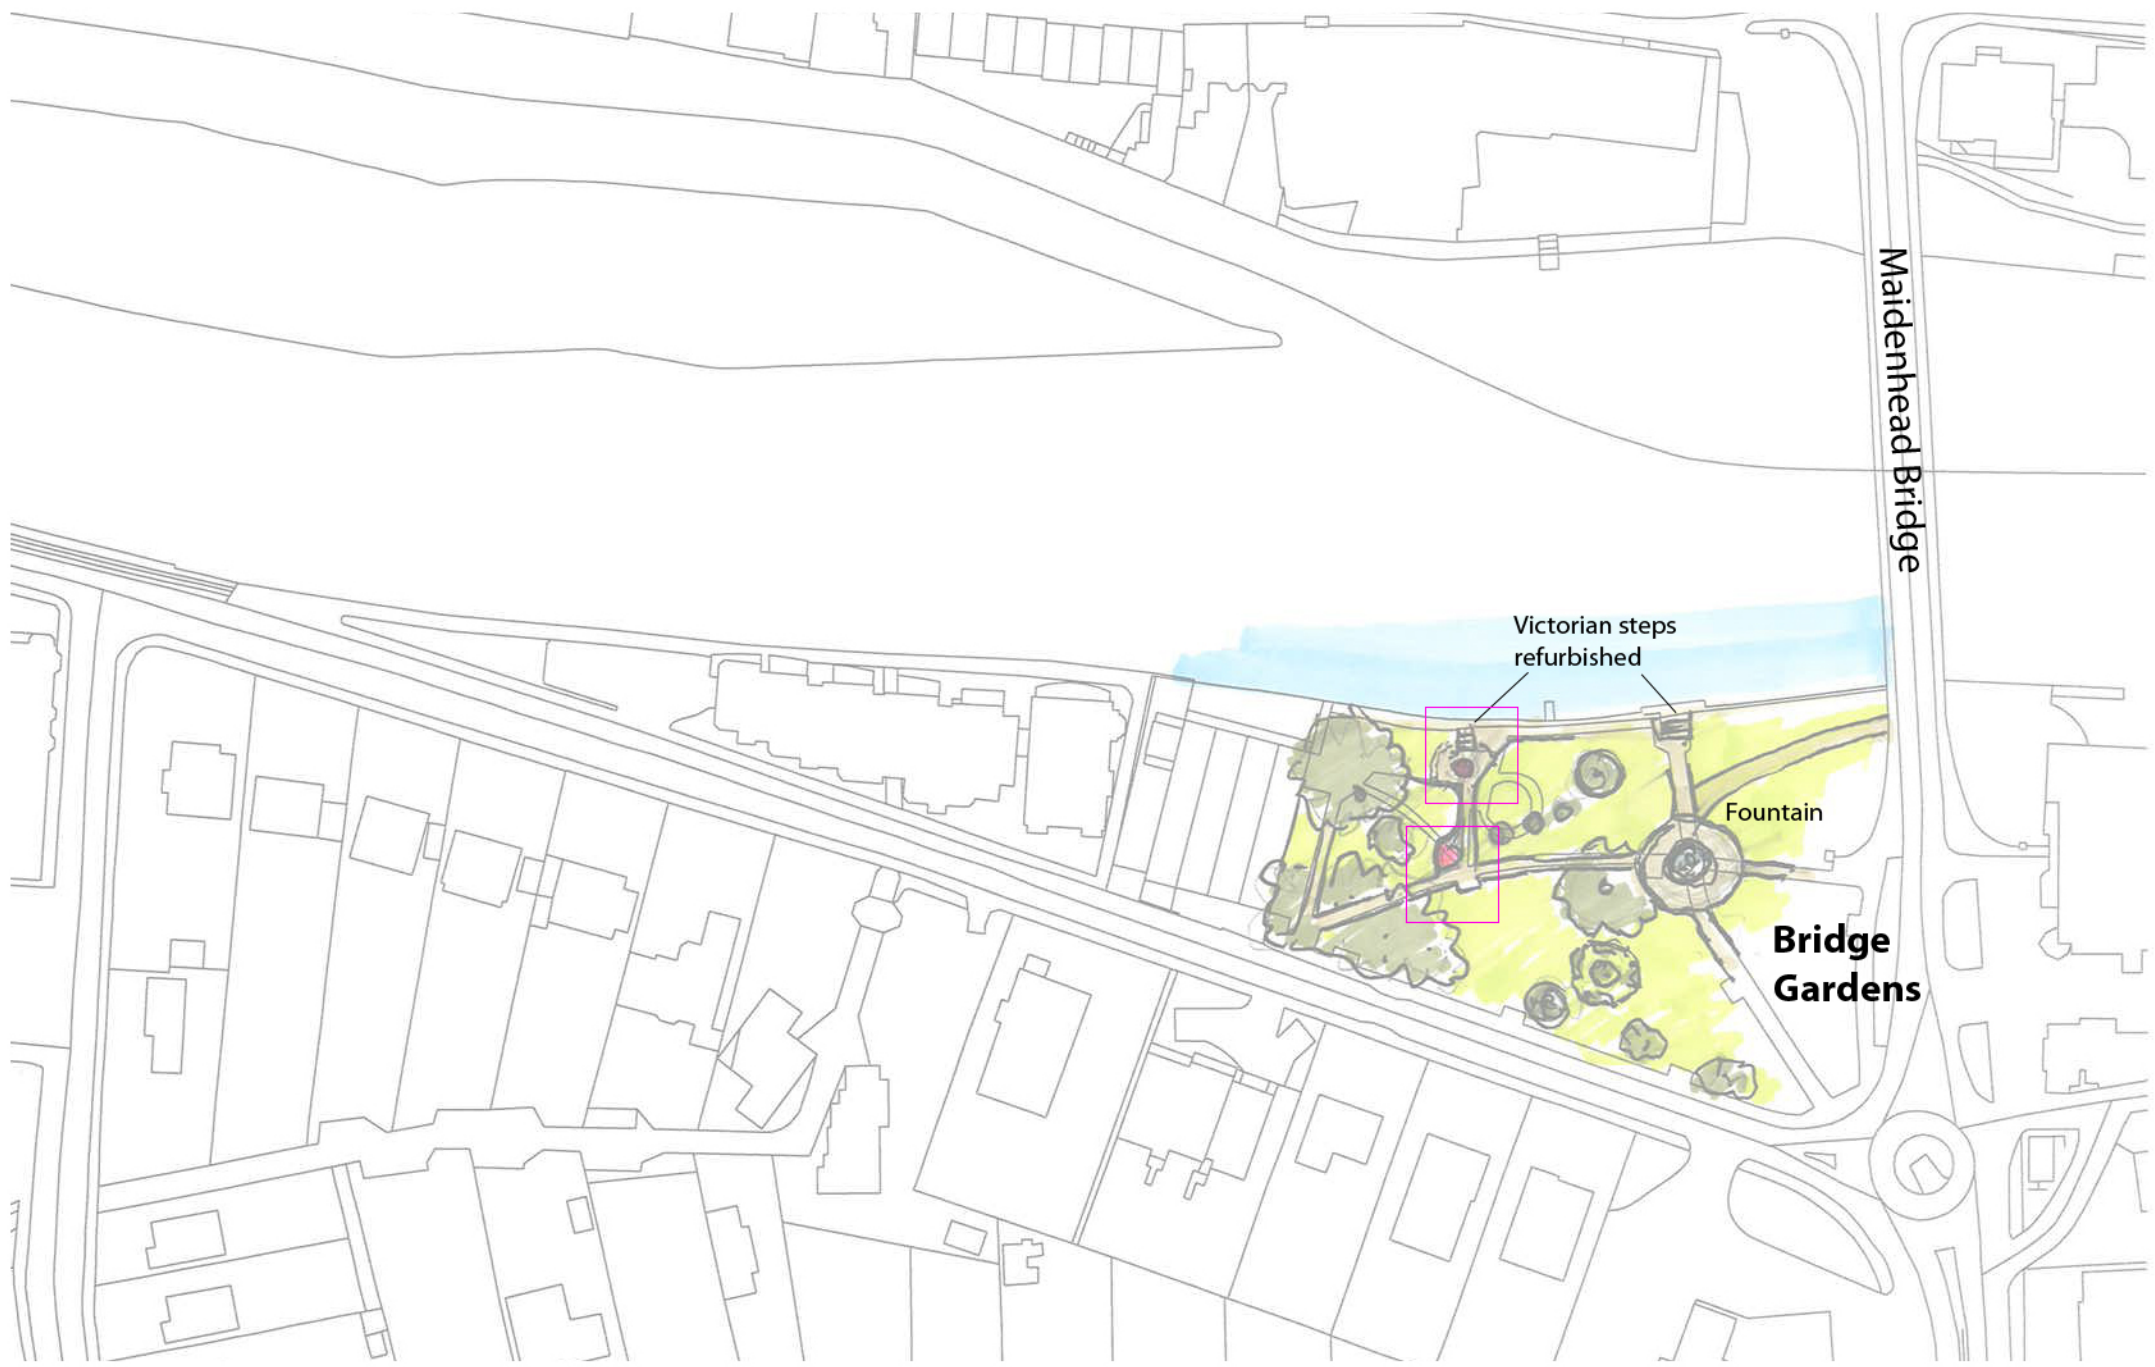 Maidenhead Bridge
Victorian steps
refurbished
Fountain
Bridge
Gardens